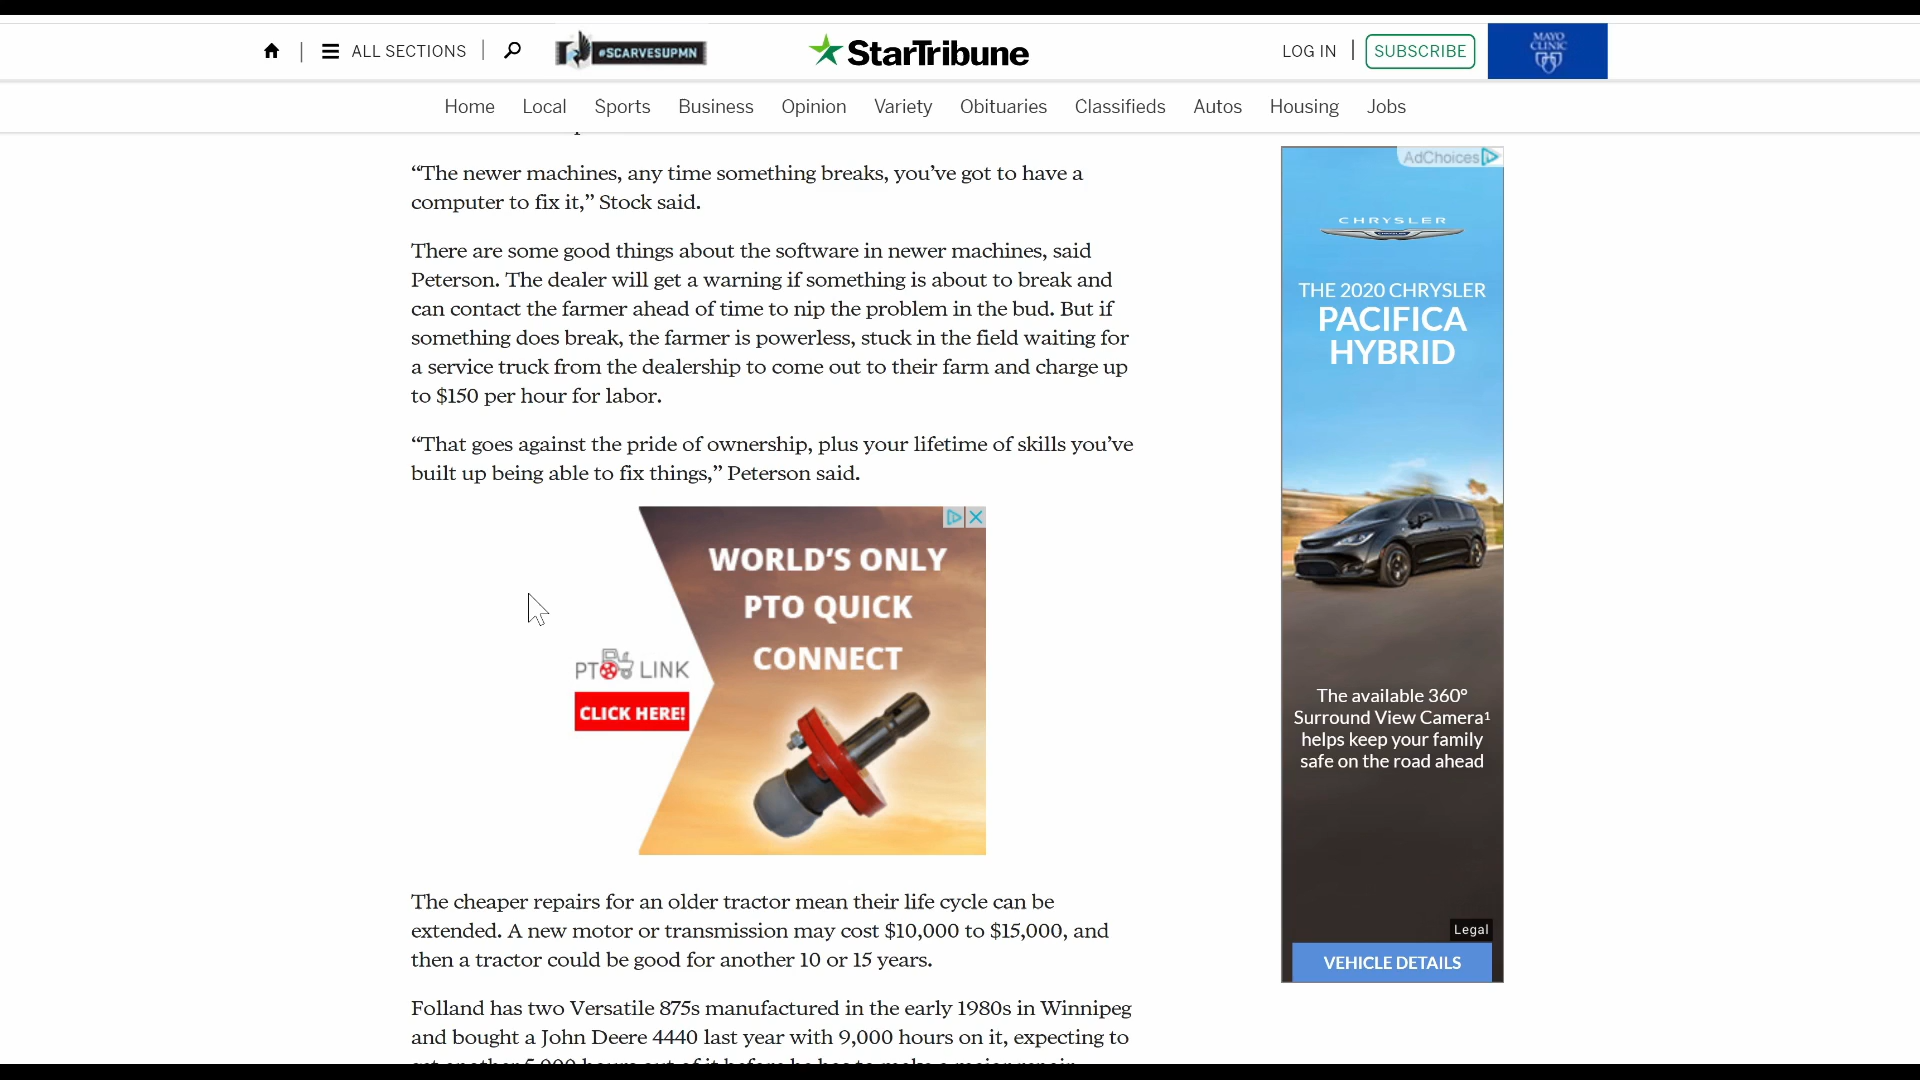 ALL SECTIONS
#SCARVESUPMN
StarTribune
LOG IN
SUBSCRIBE
MAYO
CLINIC
Home Local Sports Business Opinion Variety Obituaries Classifieds Autos Housing Jobs
“The newer machines, any time something breaks, you’ve got to have a
computer to fix it,” Stock said.
There are some good things about the software in newer machines, said
Peterson. The dealer will get a warning if something is about to break and
can contact the farmer ahead of time to nip the problem in the bud. But if
something does break, the farmer is powerless, stuck in the field waiting for
a service truck from the dealership to come out to their farm and charge up
to $150 per hour for labor.
“That goes against the pride of ownership, plus your lifetime of skills you’ve
built up being able to fix things,” Peterson said.
WORLD’S ONLY
PTO QUICK
CONNECT
PTO LINK
CLICK HERE!
The cheaper repairs for an older tractor mean their life cycle can be
extended. A new motor or transmission may cost $10,000 to $15,000, and
then a tractor could be good for another 10 or 15 years.
Folland has two Versatile 875s manufactured in the early 1980s in Winnipeg
and bought a John Deere 4440 last year with 9,000 hours on it, expecting to
AdChoices
CHRYSLER
THE 2020 CHRYSLER
PACIFICA
HYBRID
The available 360°
Surround View Camera¹
helps keep your family
safe on the road ahead
Legal
VEHICLE DETAILS